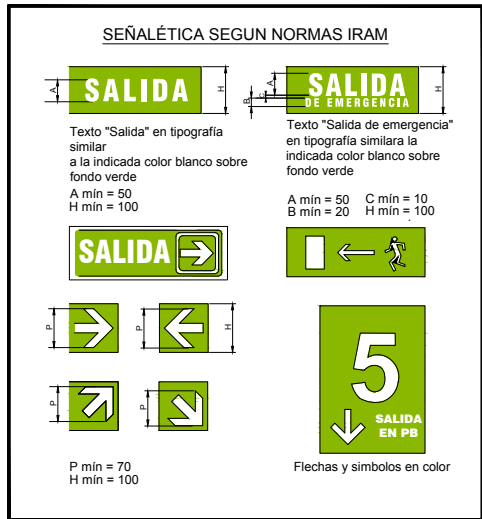 SEÑALÉTICA SEGUN NORMAS IRAM
A
SALIDA
H
Texto "Salida" en tipografía
similar
a la indicada color blanco sobre
fondo verde
A mín = 50
H mín = 100
A
C
B
SALIDA
DE EMERGENCIA
H
Texto "Salida de emergencia"
en tipografía similara la
indicada color blanco sobre
fondo verde
A mín = 50 C mín = 10
B mín = 20 H mín = 100
SALIDA
P
P
H
P
P
P mín = 70
H mín = 100
5
SALIDA
EN PB
Flechas y simbolos en color